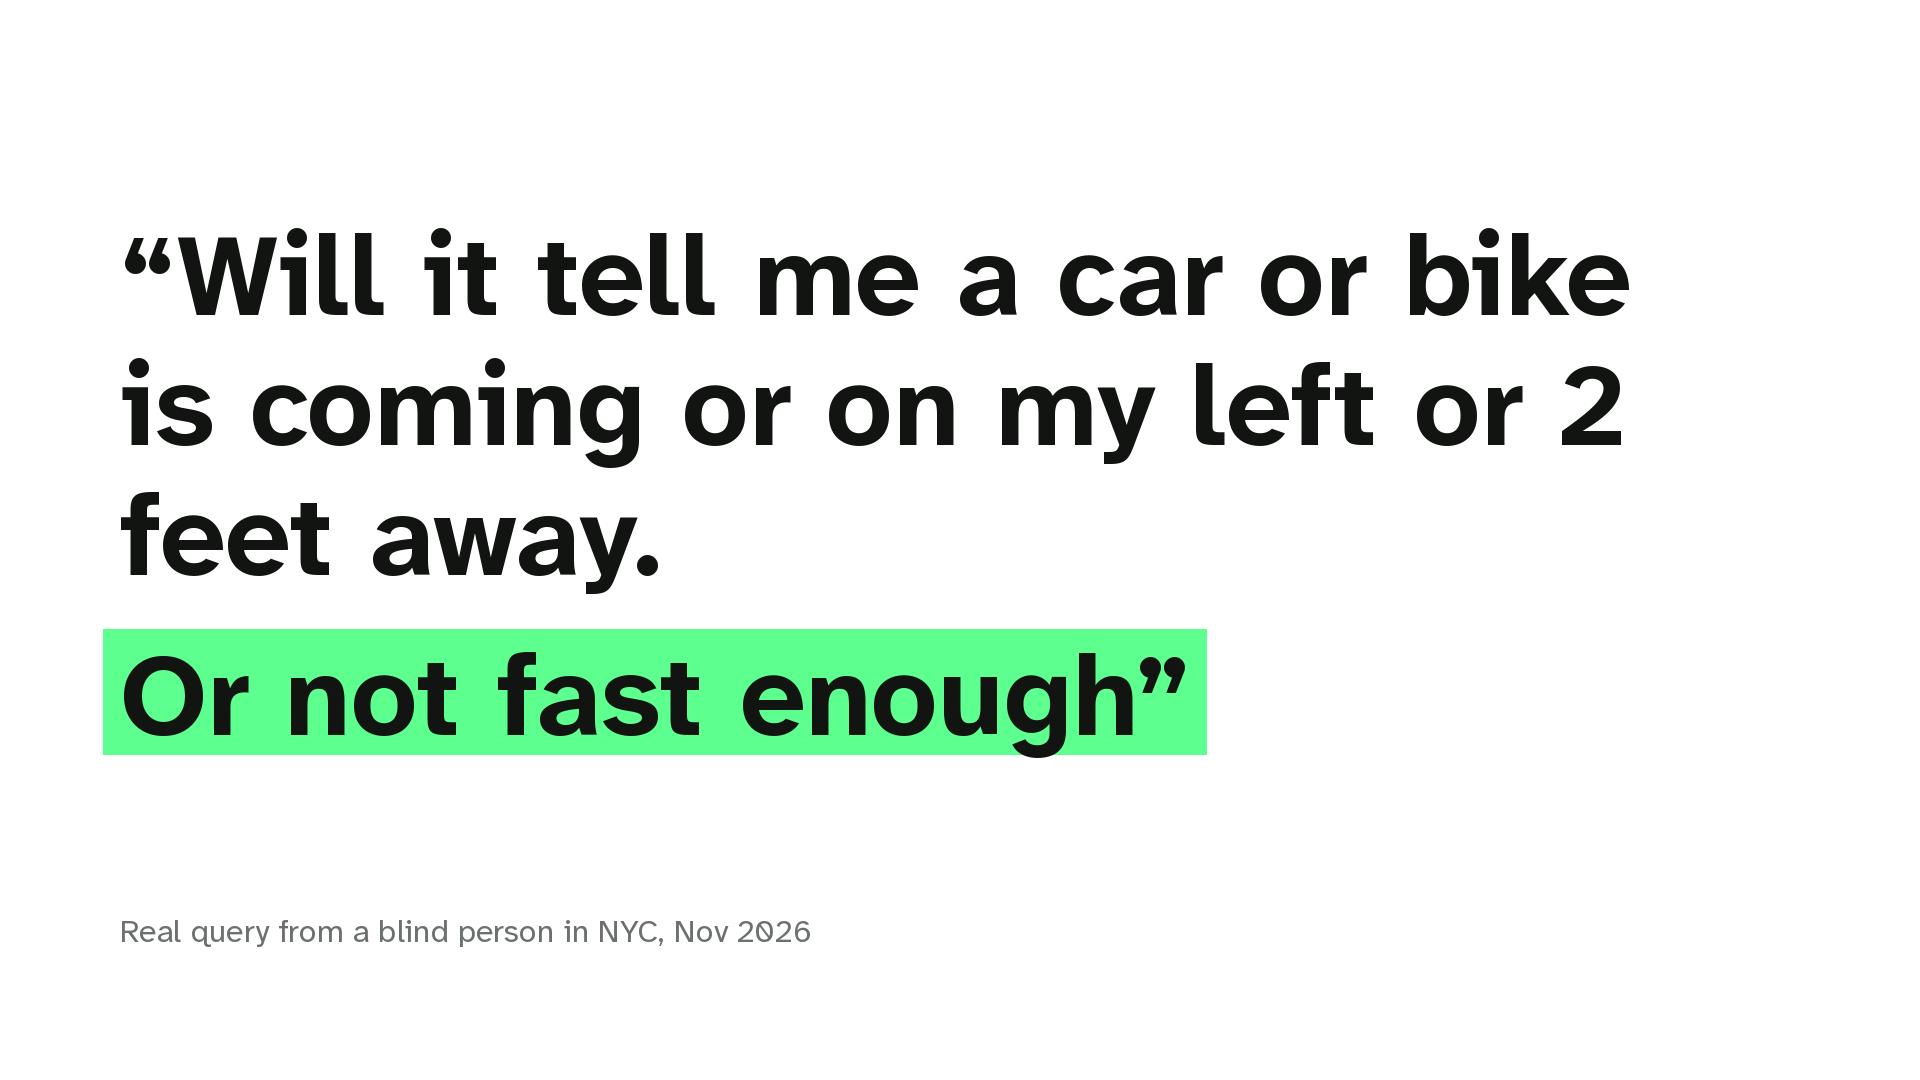 “Will it tell me a car or bike
is coming or on my left or 2
feet away.
Or not fast enough”
Real query from a blind person in NYC, Nov 2026